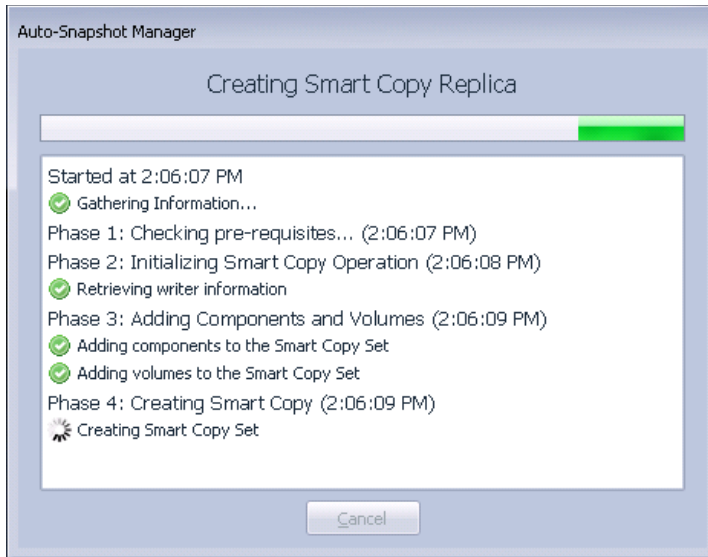 Auto-Snapshot Manager
Creating Smart Copy Replica
Started at 2:06:07 PM
Gathering Information...
Phase 1: Checking pre-requisites... (2:06:07 PM)
Phase 2: Initializing Smart Copy Operation (2:06:08 PM)
Retrieving writer information
Phase 3: Adding Components and Volumes (2:06:09 PM)
Adding components to the Smart Copy Set
Adding volumes to the Smart Copy Set
Phase 4: Creating Smart Copy (2:06:09 PM)
Creating Smart Copy Set
Cancel